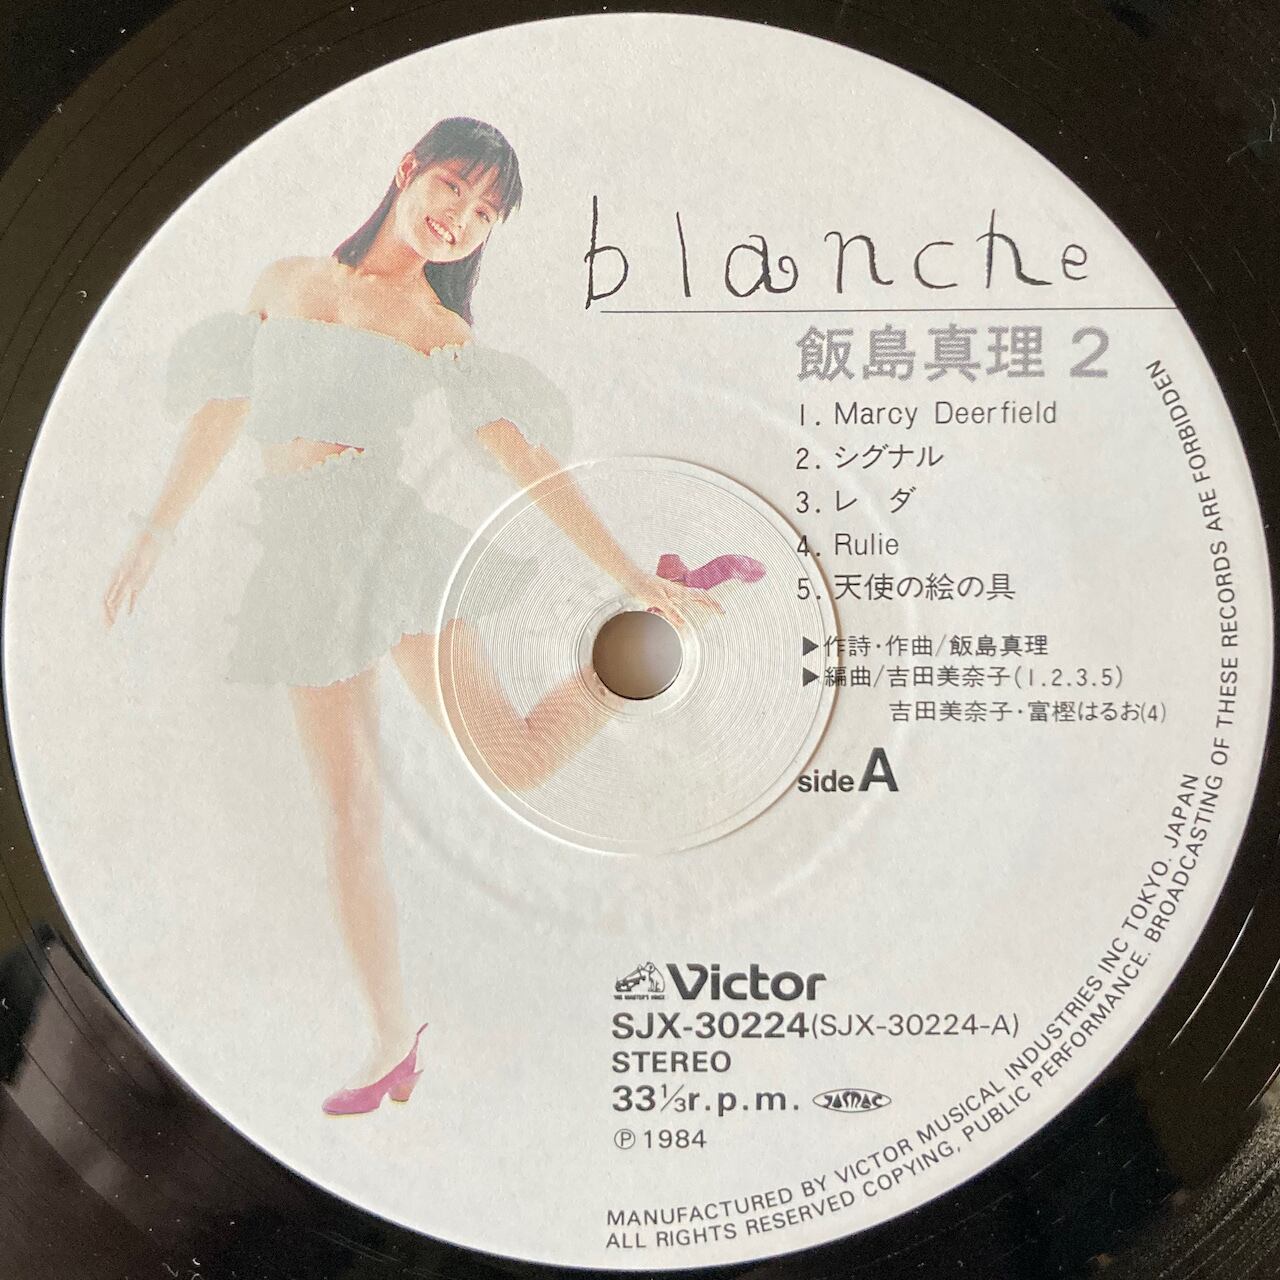 blanche
飯島真理 2
1. Marcy Deerfield
2. シグナル
3. レ ダ
4. Rulie
5. 天使の絵の具
▶作詩・作曲/飯島真理
▶編曲/吉田美奈子(1.2.3.5)
吉田美奈子・富樫はるお(4)
side A
HIS MASTER'S VOICE
Victor
SJX-30224(SJX-30224-A)
STEREO
33⅓r.p.m. JASRAC
Ⓟ1984
MANUFACTURED BY VICTOR MUSICAL INDUSTRIES INC TOKYO. JAPAN
ALL RIGHTS RESERVED COPYING, PUBLIC PERFORMANCE. BROADCASTING OF THESE RECORDS ARE FORBIDDEN